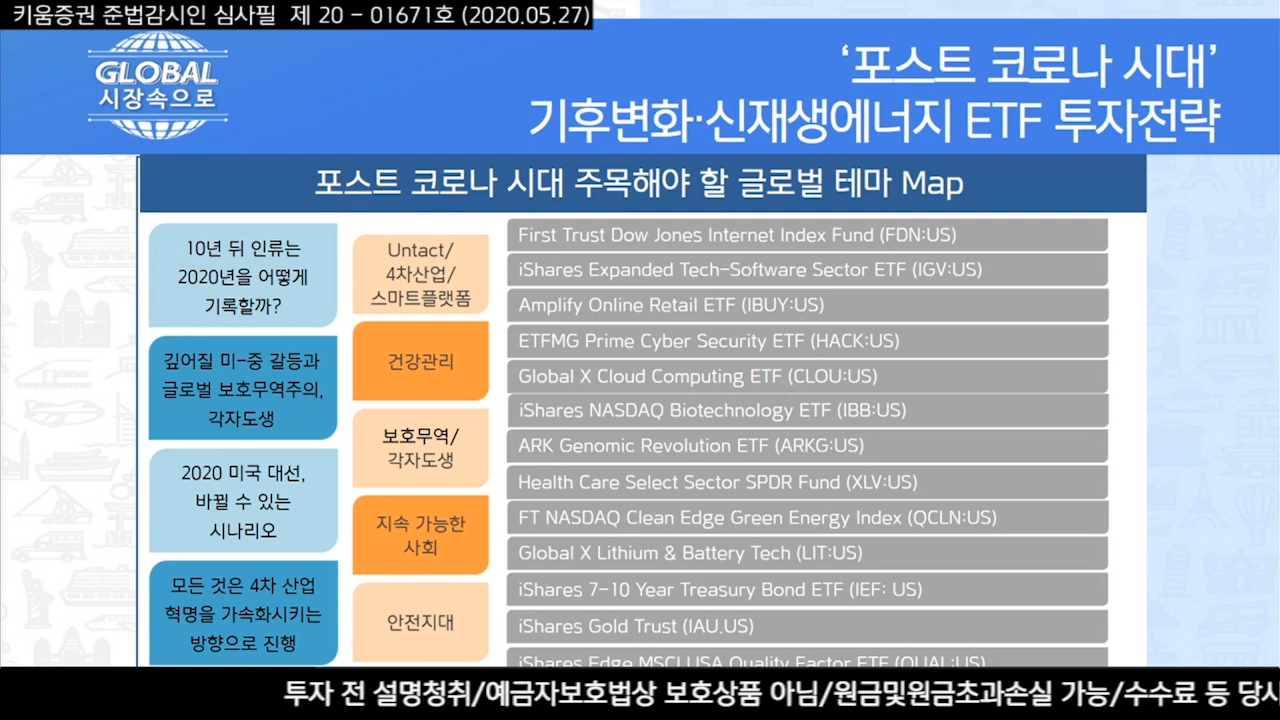 키움증권 준법감시인 심사필 제 20 - 01671호 (2020.05.27)
GLOBAL
시장속으로
'포스트 코로나 시대'
기후변화·신재생에너지 ETF 투자전략
포스트 코로나 시대 주목해야 할 글로벌 테마 Map
10년 뒤 인류는
2020년을 어떻게
기록할까?
깊어질 미-중 갈등과
글로벌 보호무역주의,
각자도생
2020 미국 대선,
바뀔 수 있는
시나리오
모든 것은 4차 산업
혁명을 가속화시키는
방향으로 진행
Untact/
4차산업/
스마트플랫폼
건강관리
보호무역/
각자도생
지속 가능한
사회
안전지대
First Trust Dow Jones Internet Index Fund (FDN:US)
iShares Expanded Tech-Software Sector ETF (IGV:US)
Amplify Online Retail ETF (IBUY:US)
ETFMG Prime Cyber Security ETF (HACK:US)
Global X Cloud Computing ETF (CLOU:US)
iShares NASDAQ Biotechnology ETF (IBB:US)
ARK Genomic Revolution ETF (ARKG:US)
Health Care Select Sector SPDR Fund (XLV:US)
FT NASDAQ Clean Edge Green Energy Index (QCLN:US)
Global X Lithium & Battery Tech (LIT:US)
iShares 7-10 Year Treasury Bond ETF (IEF: US)
iShares Gold Trust (IAU.US)
iShares Edge MSCI USA Quality Factor ETF (QUAL:US)
투자 전 설명청취/예금자보호법상 보호상품 아님/원금및원금초과손실 가능/수수료 등 당사